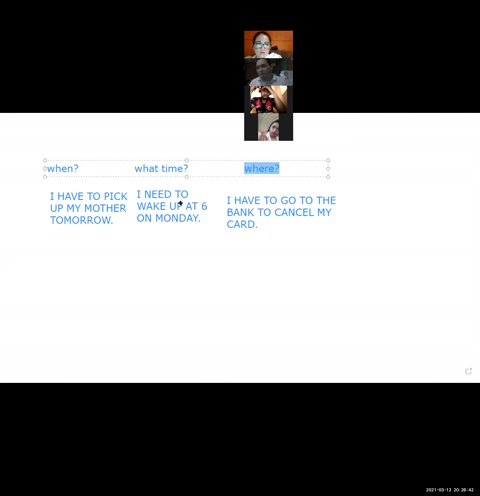 when? what time? where?
I HAVE TO PICK
UP MY MOTHER
TOMORROW.
I NEED TO
WAKE UP AT 6
ON MONDAY.
I HAVE TO GO TO THE
BANK TO CANCEL MY
CARD.
2021-03-12 20:28:42